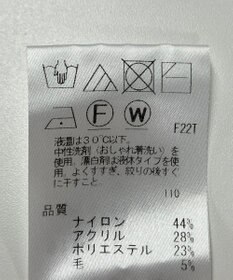 F W F22T
液温は30℃以下、
中性洗剤（おしゃれ着洗い）を
使用。漂白剤は液体タイプを使
用。よくすすぎ、絞りの後すぐ
に干すこと
110
品質
ナイロン 44%
アクリル 28%
ポリエステル 23%
毛 5%